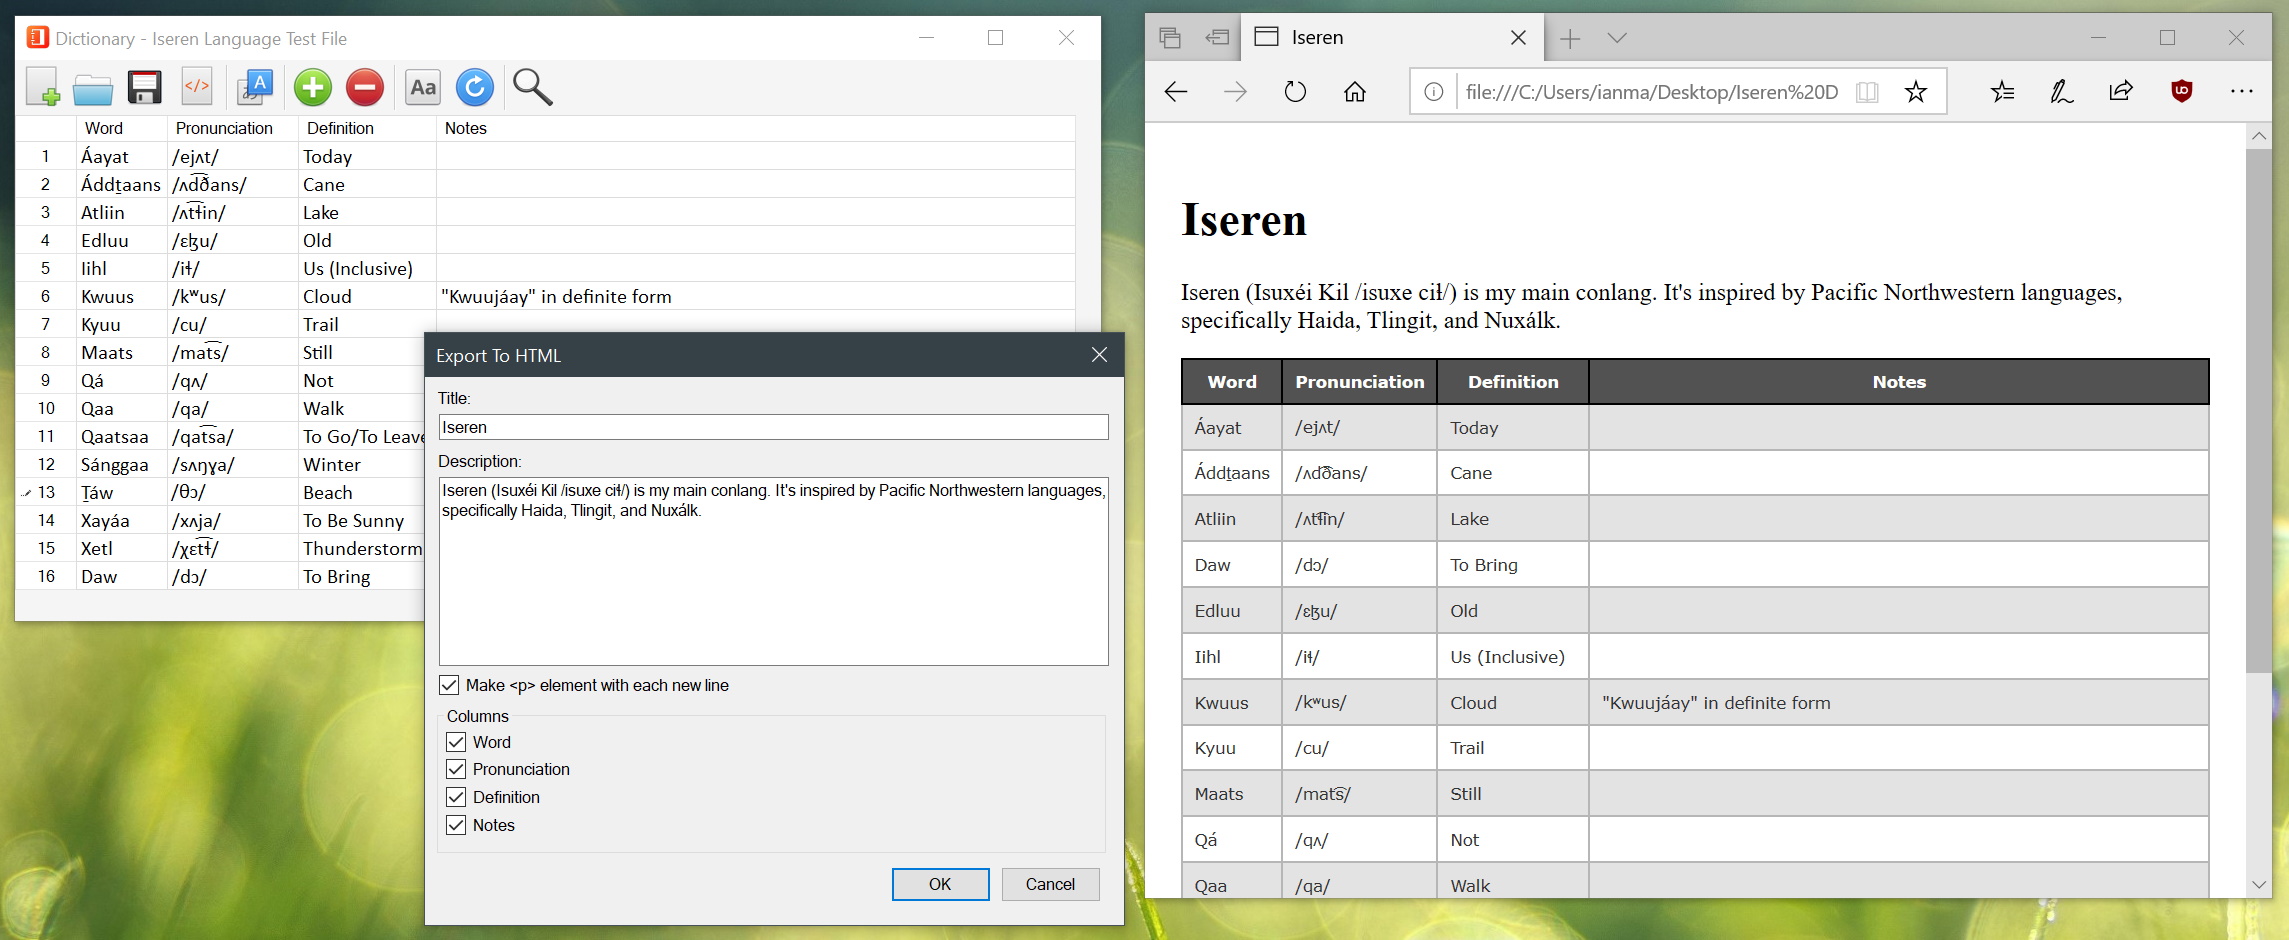 Dictionary - Iseren Language Test File
</> A Aa
Word Pronunciation Definition Notes
1 Áayat /ejʌt/ Today
2 Áddṯaans /ʌd͡ðans/ Cane
3 Atliin /ʌt͡ɬin/ Lake
4 Edluu /ɛɮu/ Old
5 Iihl /iɬ/ Us (Inclusive)
6 Kwuus /kʷus/ Cloud "Kwuujáay" in definite form
7 Kyuu /cu/ Trail
8 Maats /mat͡s/ Still
9 Qá /qʌ/ Not
10 Qaa /qa/ Walk
11 Qaatsaa /qat͡sa/ To Go/To Leave
12 Sánggaa /sʌŋɣa/ Winter
13 Ṯáw /θɔ/ Beach
14 Xayáa /xʌja/ To Be Sunny
15 Xetl /χɛt͡ɬ/ Thunderstorm
16 Daw /dɔ/ To Bring
Export To HTML
Title:
Iseren
Description:
Iseren (Isuxéi Kil /isuxe ciɬ/) is my main conlang. It's inspired by Pacific Northwestern languages,
specifically Haida, Tlingit, and Nuxálk.
Make <p> element with each new line
Columns
Word
Pronunciation
Definition
Notes
OK Cancel
Iseren
file:///C:/Users/ianma/Desktop/Iseren%20D
Iseren
Iseren (Isuxéi Kil /isuxe ciɬ/) is my main conlang. It's inspired by Pacific Northwestern languages,
specifically Haida, Tlingit, and Nuxálk.
Word Pronunciation Definition Notes
Áayat /ejʌt/ Today
Áddṯaans /ʌd͡ðans/ Cane
Atliin /ʌt͡ɬin/ Lake
Daw /dɔ/ To Bring
Edluu /ɛɮu/ Old
Iihl /iɬ/ Us (Inclusive)
Kwuus /kʷus/ Cloud "Kwuujáay" in definite form
Kyuu /cu/ Trail
Maats /mat͡s/ Still
Qá /qʌ/ Not
Qaa /qa/ Walk